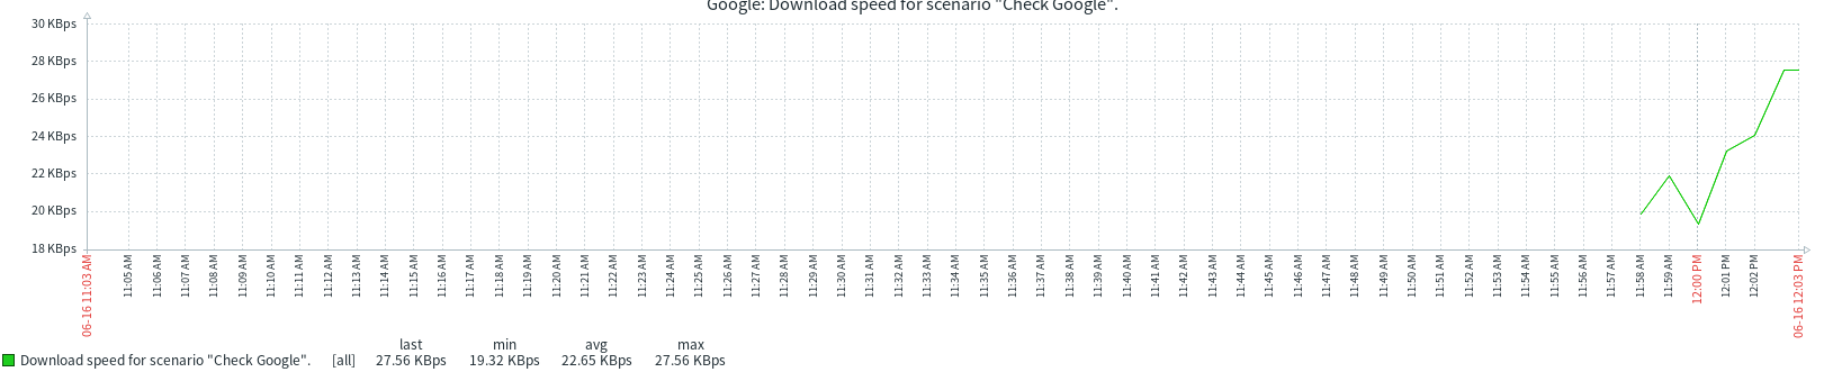 Google: Download speed for scenario "Check Google".
30 KBps
28 KBps
26 KBps
24 KBps
22 KBps
20 KBps
18 KBps
06-16 11:03 AM
11:05 AM
11:06 AM
11:07 AM
11:08 AM
11:09 AM
11:10 AM
11:11 AM
11:12 AM
11:13 AM
11:14 AM
11:15 AM
11:16 AM
11:17 AM
11:18 AM
11:19 AM
11:20 AM
11:21 AM
11:22 AM
11:23 AM
11:24 AM
11:25 AM
11:26 AM
11:27 AM
11:28 AM
11:29 AM
11:30 AM
11:31 AM
11:32 AM
11:33 AM
11:34 AM
11:35 AM
11:36 AM
11:37 AM
11:38 AM
11:39 AM
11:40 AM
11:41 AM
11:42 AM
11:43 AM
11:44 AM
11:45 AM
11:46 AM
11:47 AM
11:48 AM
11:49 AM
11:50 AM
11:51 AM
11:52 AM
11:53 AM
11:54 AM
11:55 AM
11:56 AM
11:57 AM
11:58 AM
11:59 AM
12:00 PM
12:01 PM
12:02 PM
06-16 12:03 PM
last min avg max
Download speed for scenario "Check Google". [all] 27.56 KBps 19.32 KBps 22.65 KBps 27.56 KBps